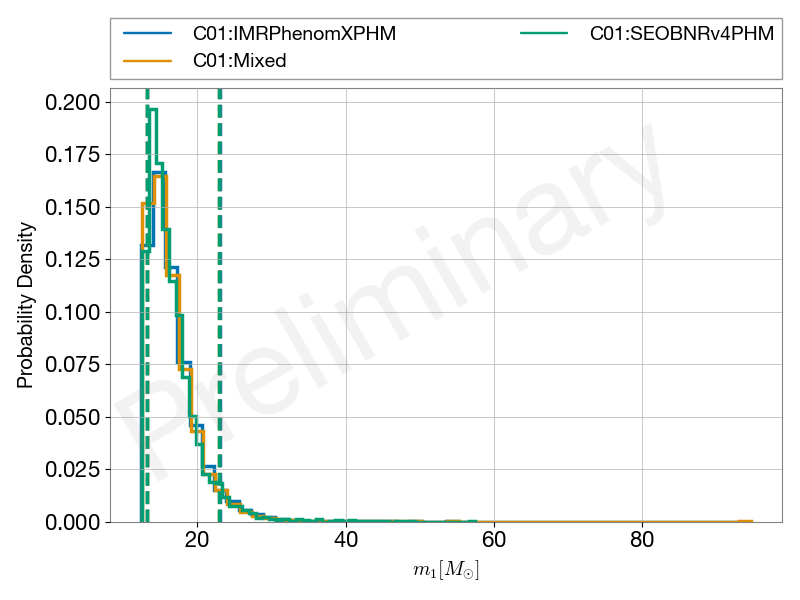 C01:IMRPhenomXPHM
C01:Mixed
C01:SEOBNRv4PHM
0.200
0.175
0.150
0.125
0.100
0.075
0.050
0.025
0.000
Probability Density
Preliminary
20 40 60 80
m₁[M⊙]